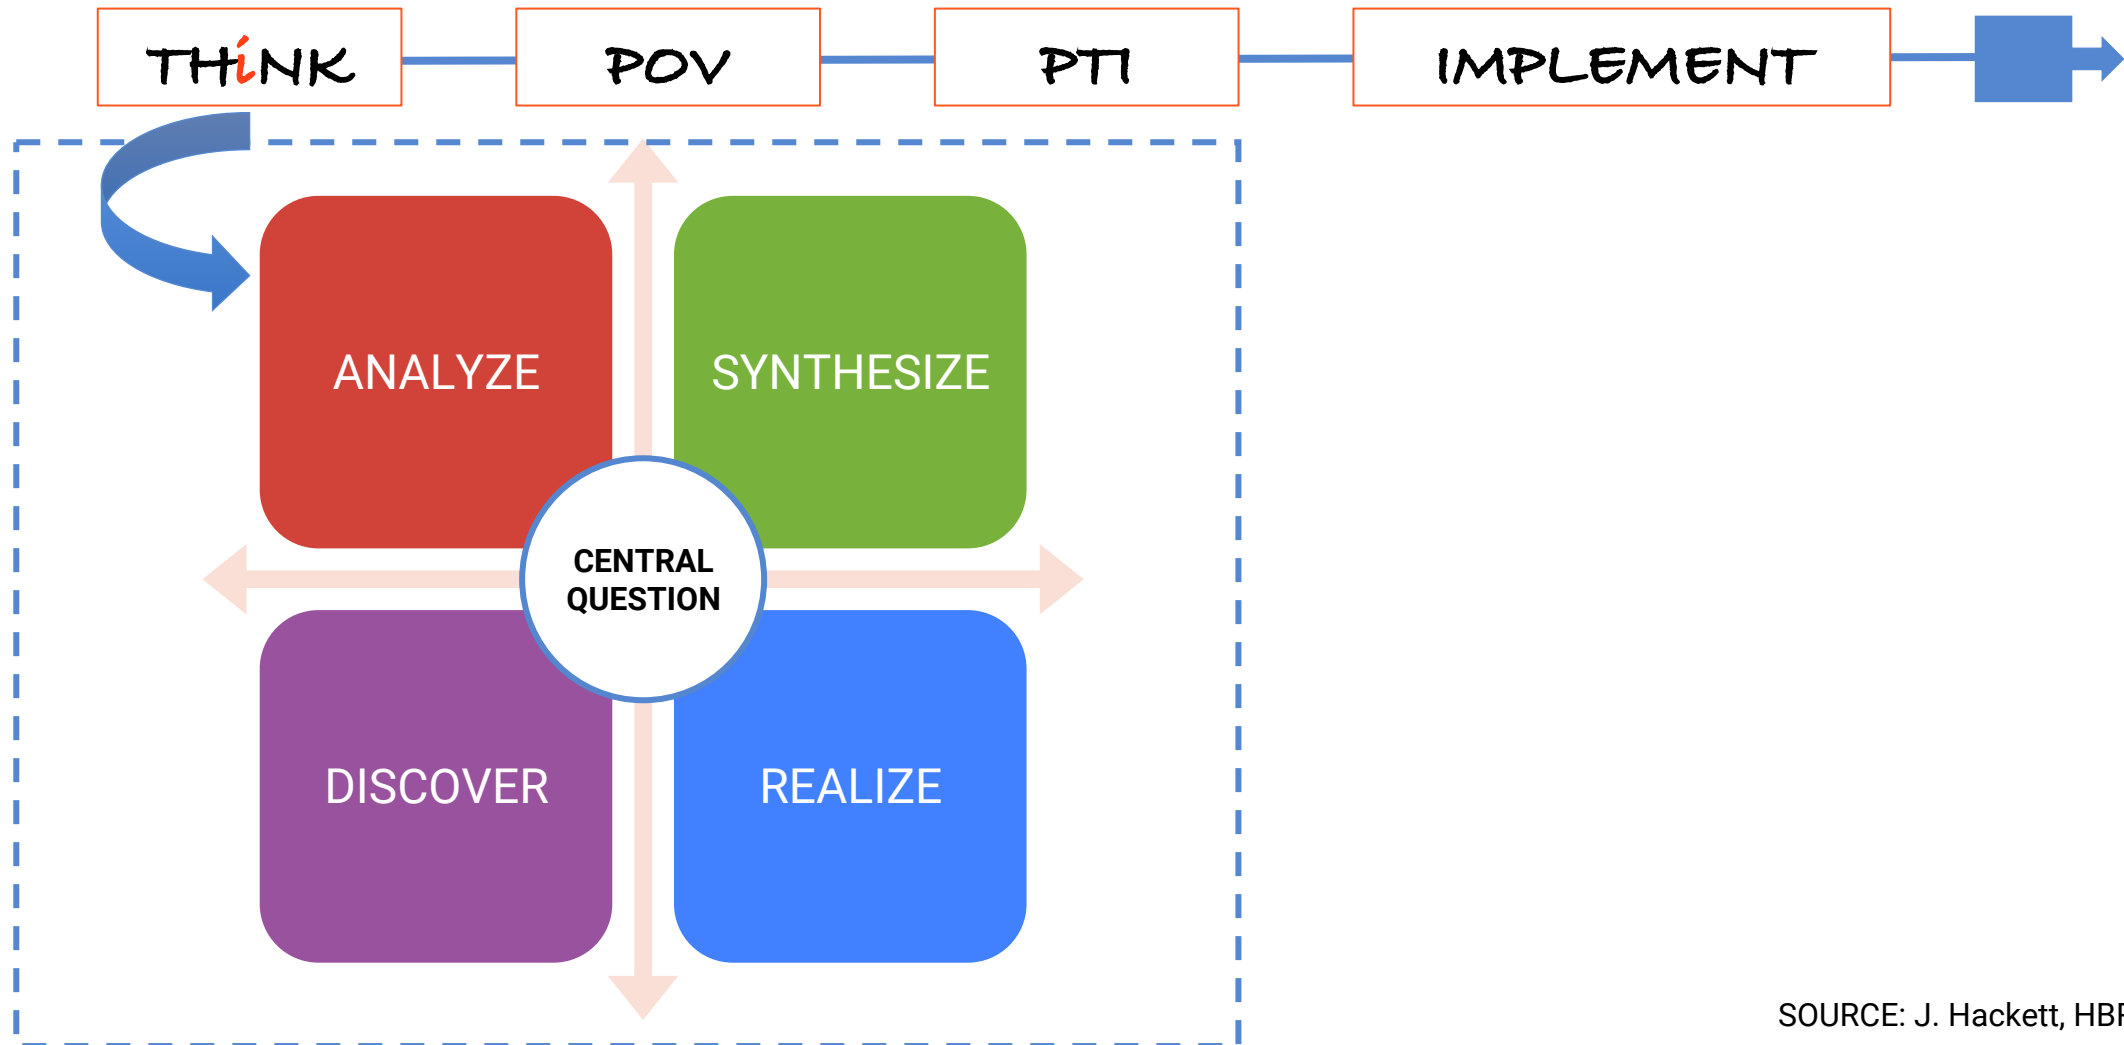 THiNK
POV
PTI
IMPLEMENT
ANALYZE
SYNTHESIZE
CENTRAL
QUESTION
DISCOVER
REALIZE
SOURCE: J. Hackett,